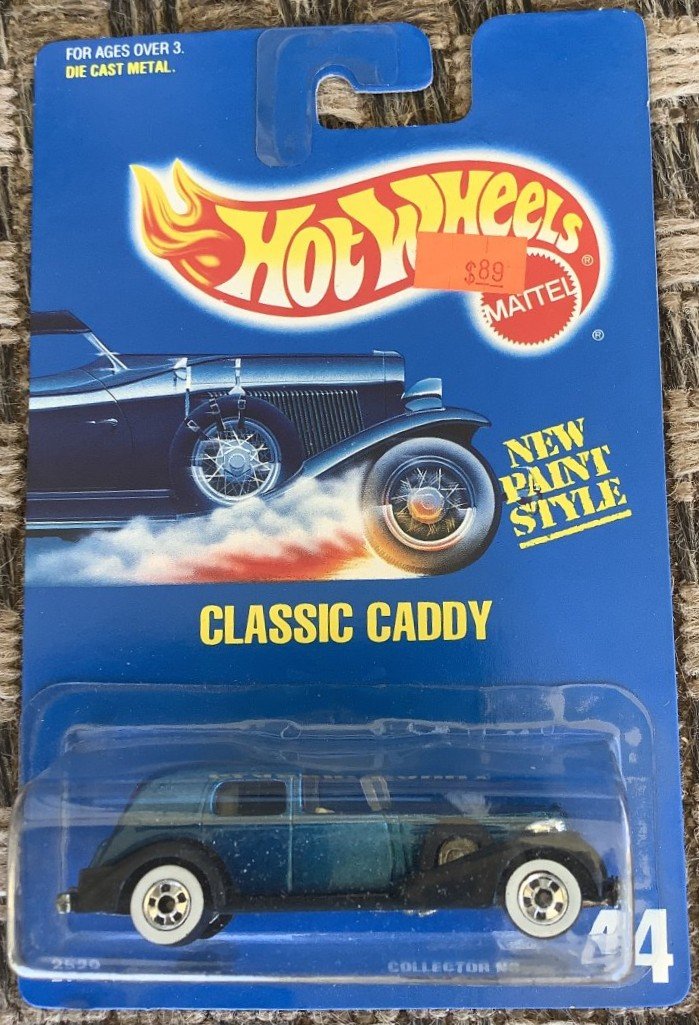 FOR AGES OVER 3.
DIE CAST METAL.
HOT WHEELS ®
$89
MATTEL
®
NEW
PAINT
STYLE
CLASSIC CADDY
2529
COLLECTOR NO
44